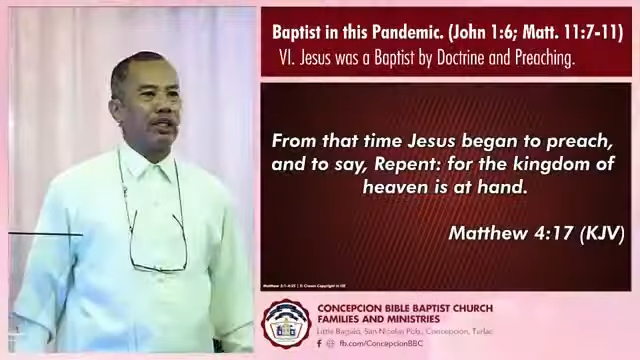 Baptist in this Pandemic. (John 1:6; Matt. 11:7-11)
VI. Jesus was a Baptist by Doctrine and Preaching.
From that time Jesus began to preach,
and to say, Repent: for the kingdom of
heaven is at hand.
Matthew 4:17 (KJV)
CONCEPCION BIBLE BAPTIST CHURCH
FAMILIES AND MINISTRIES
Little Baguio, San Nicolas Pob., Concepcion, Tarlac
fb.com/ConcepcionBBC